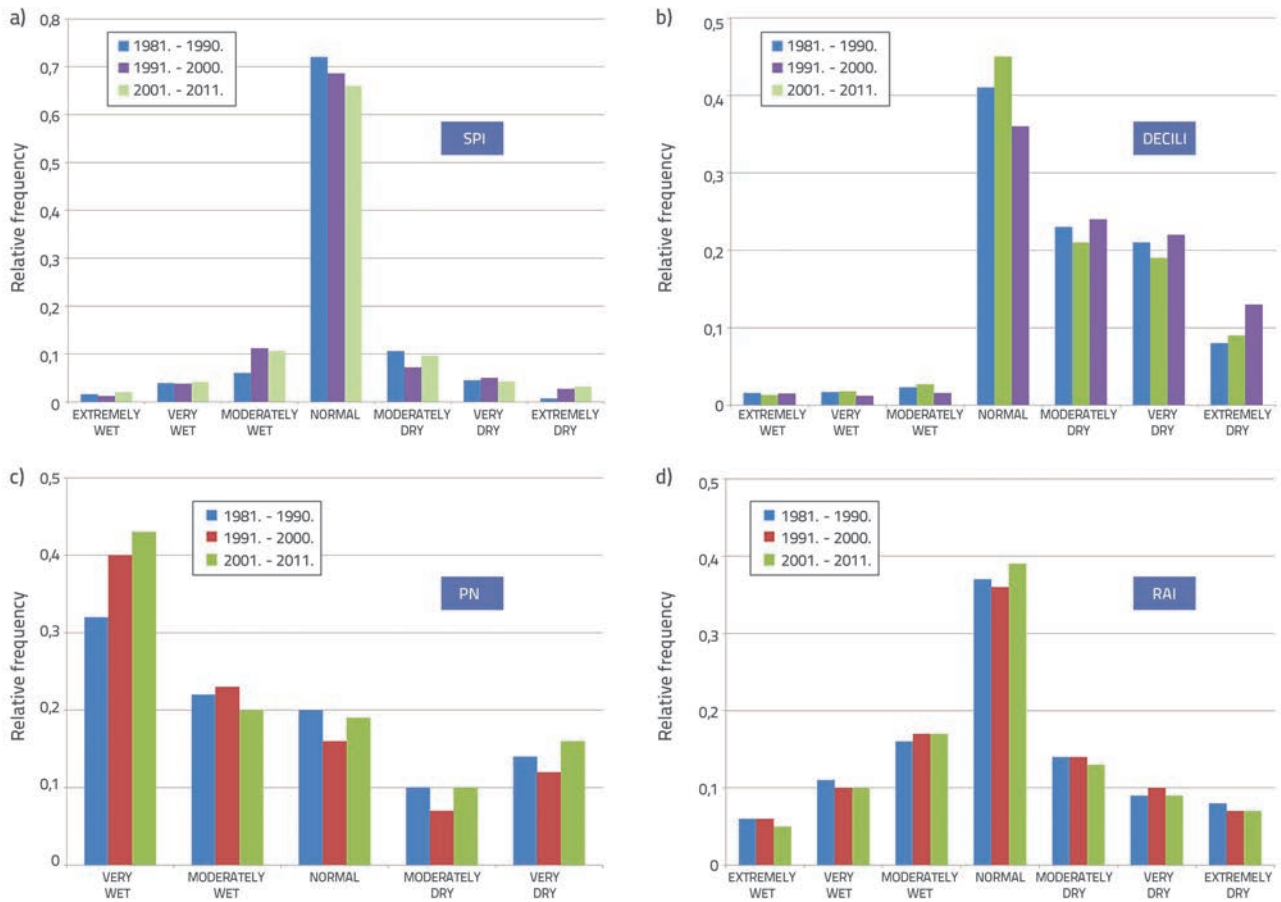 a)
Relative frequency
0,8
0,7
0,6
0,5
0,4
0,3
0,2
0,1
0
1981. - 1990.
1991. - 2000.
2001. - 2011.
SPI
EXTREMELY
WET
VERY
WET
MODERATELY
WET
NORMAL
MODERATELY
DRY
VERY
DRY
EXTREMELY
DRY
b)
Relative frequency
0,5
0,4
0,3
0,2
0,1
0
1981. - 1990.
1991. - 2000.
2001. - 2011.
DECILI
EXTREMELY
WET
VERY
WET
MODERATELY
WET
NORMAL
MODERATELY
DRY
VERY
DRY
EXTREMELY
DRY
c)
Relative frequency
0,5
0,4
0,3
0,2
0,1
0
1981. - 1990.
1991. - 2000.
2001. - 2011.
PN
VERY
WET
MODERATELY
WET
NORMAL
MODERATELY
DRY
VERY
DRY
d)
Relative frequency
0,5
0,4
0,3
0,2
0,1
0
1981. - 1990.
1991. - 2000.
2001. - 2011.
RAI
EXTREMELY
WET
VERY
WET
MODERATELY
WET
NORMAL
MODERATELY
DRY
VERY
DRY
EXTREMELY
DRY